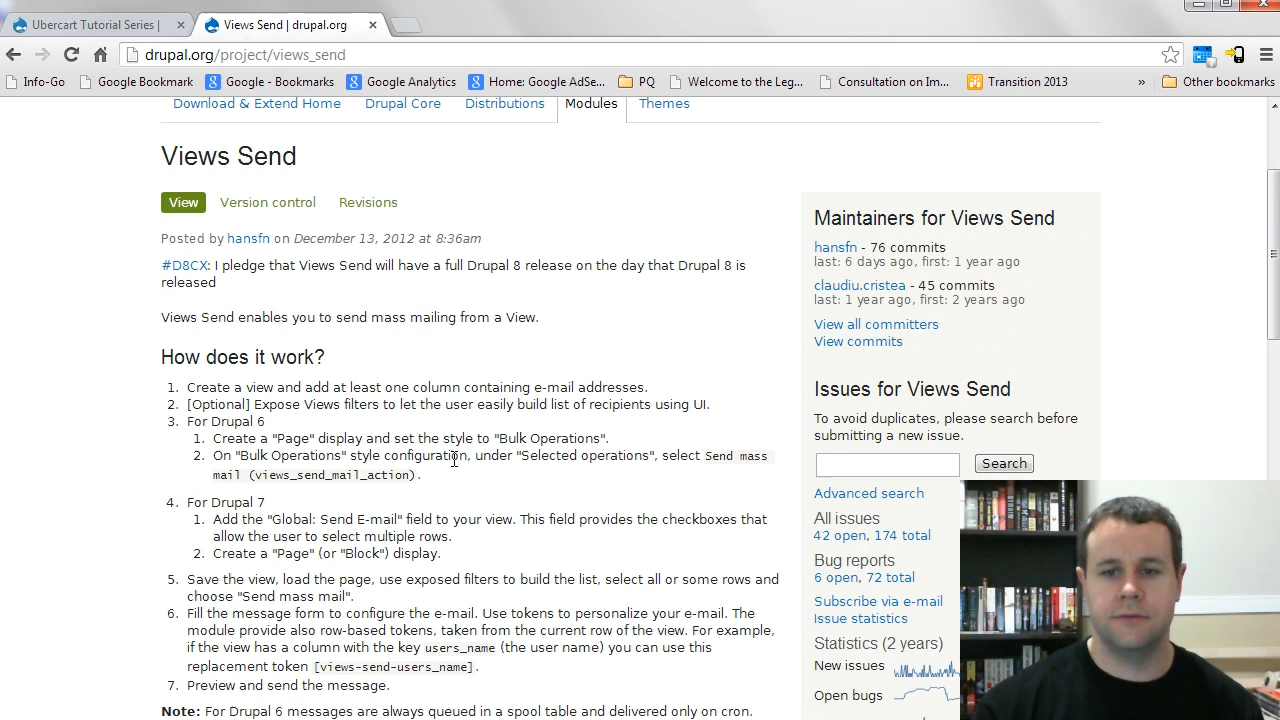 Ubercart Tutorial Series |
Views Send | drupal.org
drupal.org/project/views_send
Info-Go
Google Bookmark
Google - Bookmarks
Google Analytics
Home: Google AdSe...
PQ
Welcome to the Leg...
Consultation on Im...
Transition 2013
»
Other bookmarks
Download & Extend Home
Drupal Core
Distributions
Modules
Themes
Views Send
View
Version control
Revisions
Posted by hansfn on December 13, 2012 at 8:36am
#D8CX: I pledge that Views Send will have a full Drupal 8 release on the day that Drupal 8 is
released
Views Send enables you to send mass mailing from a View.
How does it work?
1. Create a view and add at least one column containing e-mail addresses.
2. [Optional] Expose Views filters to let the user easily build list of recipients using UI.
3. For Drupal 6
1. Create a "Page" display and set the style to "Bulk Operations".
2. On "Bulk Operations" style configuration, under "Selected operations", select Send mass
mail (views_send_mail_action).
4. For Drupal 7
1. Add the "Global: Send E-mail" field to your view. This field provides the checkboxes that
allow the user to select multiple rows.
2. Create a "Page" (or "Block") display.
5. Save the view, load the page, use exposed filters to build the list, select all or some rows and
choose "Send mass mail".
6. Fill the message form to configure the e-mail. Use tokens to personalize your e-mail. The
module provide also row-based tokens, taken from the current row of the view. For example,
if the view has a column with the key users_name (the user name) you can use this
replacement token [views-send-users_name].
7. Preview and send the message.
Note: For Drupal 6 messages are always queued in a spool table and delivered only on cron.
Maintainers for Views Send
hansfn - 76 commits
last: 6 days ago, first: 1 year ago
claudiu.cristea - 45 commits
last: 1 year ago, first: 2 years ago
View all committers
View commits
Issues for Views Send
To avoid duplicates, please search before
submitting a new issue.
Search
Advanced search
All issues
42 open, 174 total
Bug reports
6 open, 72 total
Subscribe via e-mail
Issue statistics
Statistics (2 years)
New issues
Open bugs